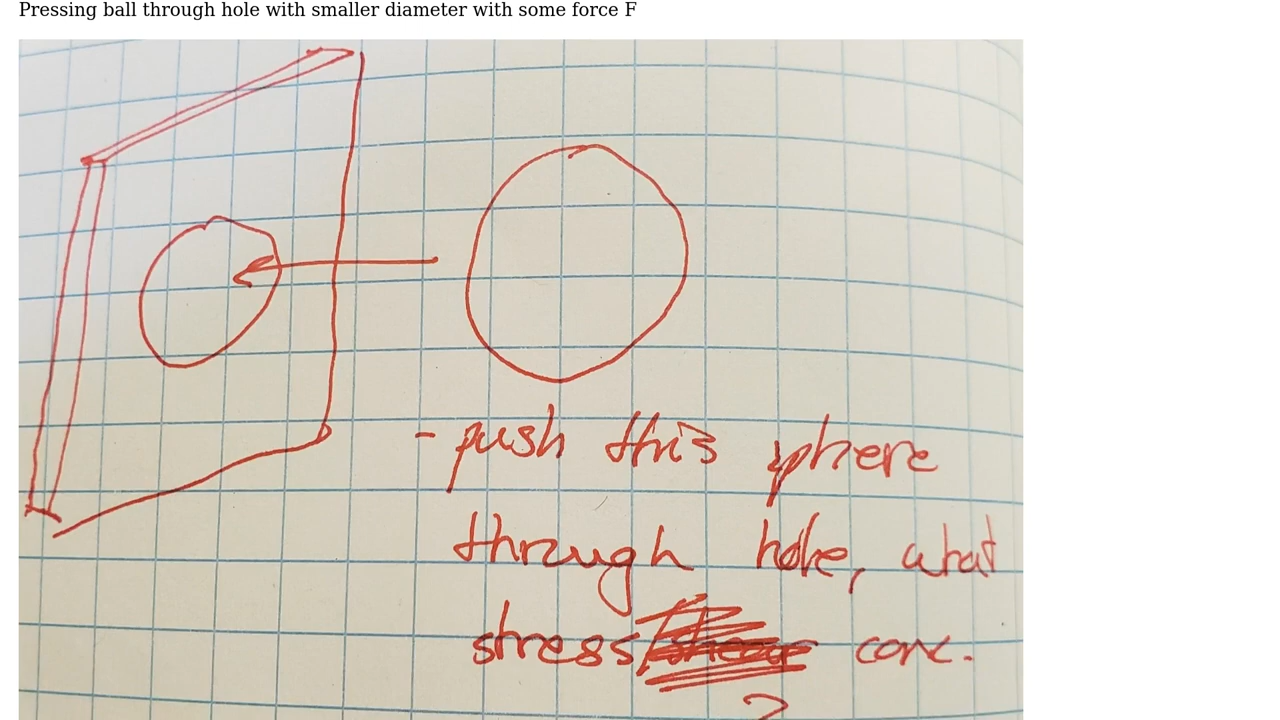 Pressing ball through hole with smaller diameter with some force F
- push this sphere
through hole, what
stress conc.
?